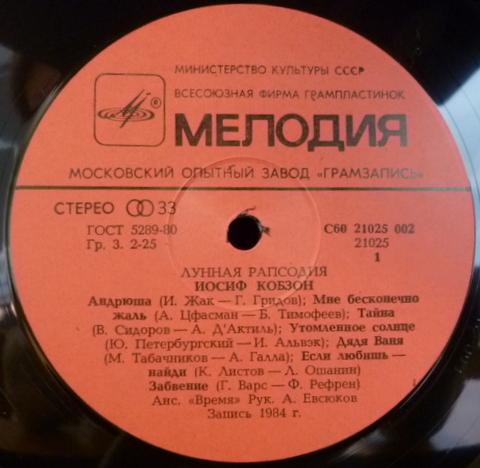 МИНИСТЕРСТВО КУЛЬТУРЫ СССР
ВСЕСОЮЗНАЯ ФИРМА ГРАМПЛАСТИНОК
®
МЕЛОДИЯ
МОСКОВСКИЙ ОПЫТНЫЙ ЗАВОД «ГРАМЗАПИСЬ»
СТЕРЕО 33
ГОСТ 5289-80
Гр. 3. 2-25
С60 21025 002
21025
1
ЛУННАЯ РАПСОДИЯ
ИОСИФ КОБЗОН
Андрюша (И. Жак — Г. Гридов); Мне бесконечно
жаль (А. Цфасман — Б. Тимофеев); Тайна
(В. Сидоров — А. Д'Актиль); Утомленное солнце
(Ю. Петербургский — И. Альвэк); Дядя Ваня
(М. Табачников — А. Галла); Если любишь —
найди (К. Листов — Л. Ошанин)
Забвение (Г. Варс — Ф. Рефрен)
Анс. «Время» Рук. А. Евсюков
Запись 1984 г.